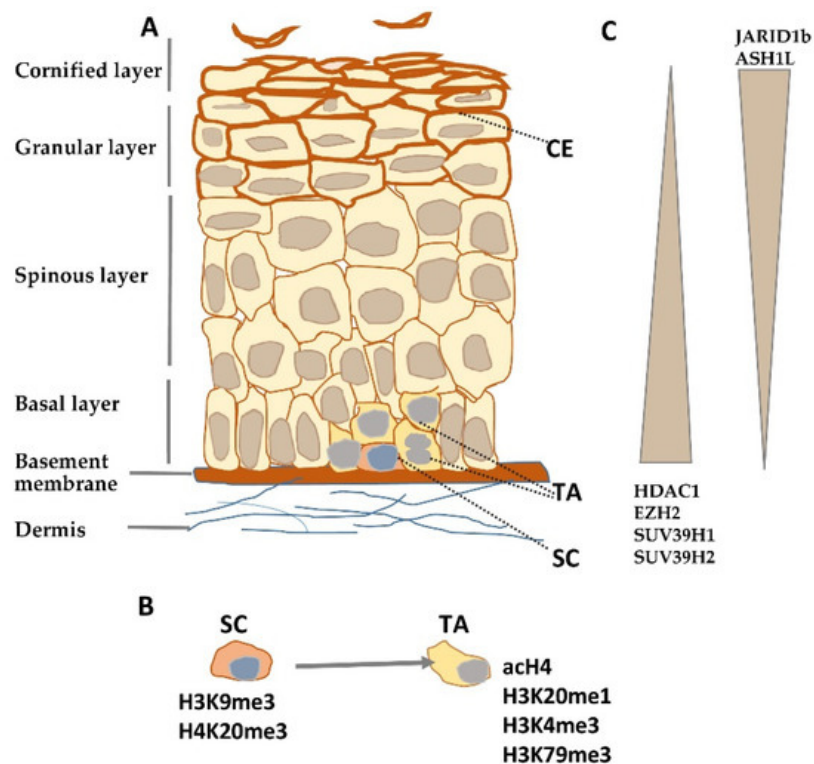 A
Cornified layer
Granular layer
Spinous layer
Basal layer
Basement
membrane
Dermis
CE
TA
SC
C
JARID1b
ASH1L
HDAC1
EZH2
SUV39H1
SUV39H2
B
SC
H3K9me3
H4K20me3
TA
acH4
H3K20me1
H3K4me3
H3K79me3